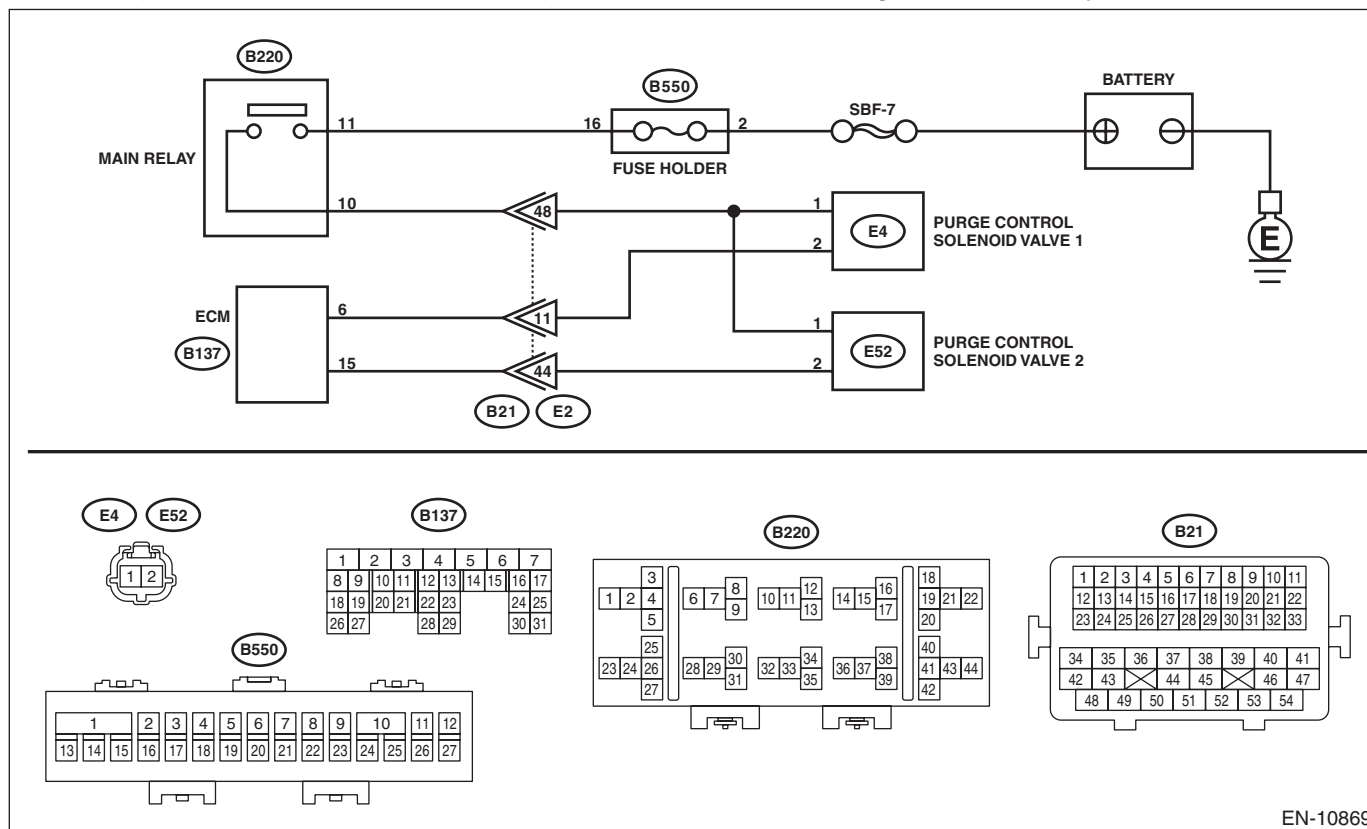 B220
B550
BATTERY
SBF-7
11
16
2
MAIN RELAY
FUSE HOLDER
10
48
1
E4
PURGE CONTROL
SOLENOID VALVE 1
2
E
ECM
6
11
B137
1
E52
PURGE CONTROL
SOLENOID VALVE 2
15
44
2
B21 E2
E4 E52
1 2
B137
1 2 3 4 5 6 7
8 9 10 11 12 13 14 15 16 17
18 19 20 21 22 23 24 25
26 27 28 29 30 31
B220
3 8 12 16 18
1 2 4 6 7 10 11 14 15 19 21 22
9 13 17
5 20
25 30 34 38 40
23 24 26 28 29 32 33 36 37 41 43 44
31 35 39
27 42
B21
1 2 3 4 5 6 7 8 9 10 11
12 13 14 15 16 17 18 19 20 21 22
23 24 25 26 27 28 29 30 31 32 33
34 35 36 37 38 39 40 41
42 43 44 45 46 47
48 49 50 51 52 53 54
B550
1 2 3 4 5 6 7 8 9 10 11 12
13 14 15 16 17 18 19 20 21 22 23 24 25 26 27
EN-10869